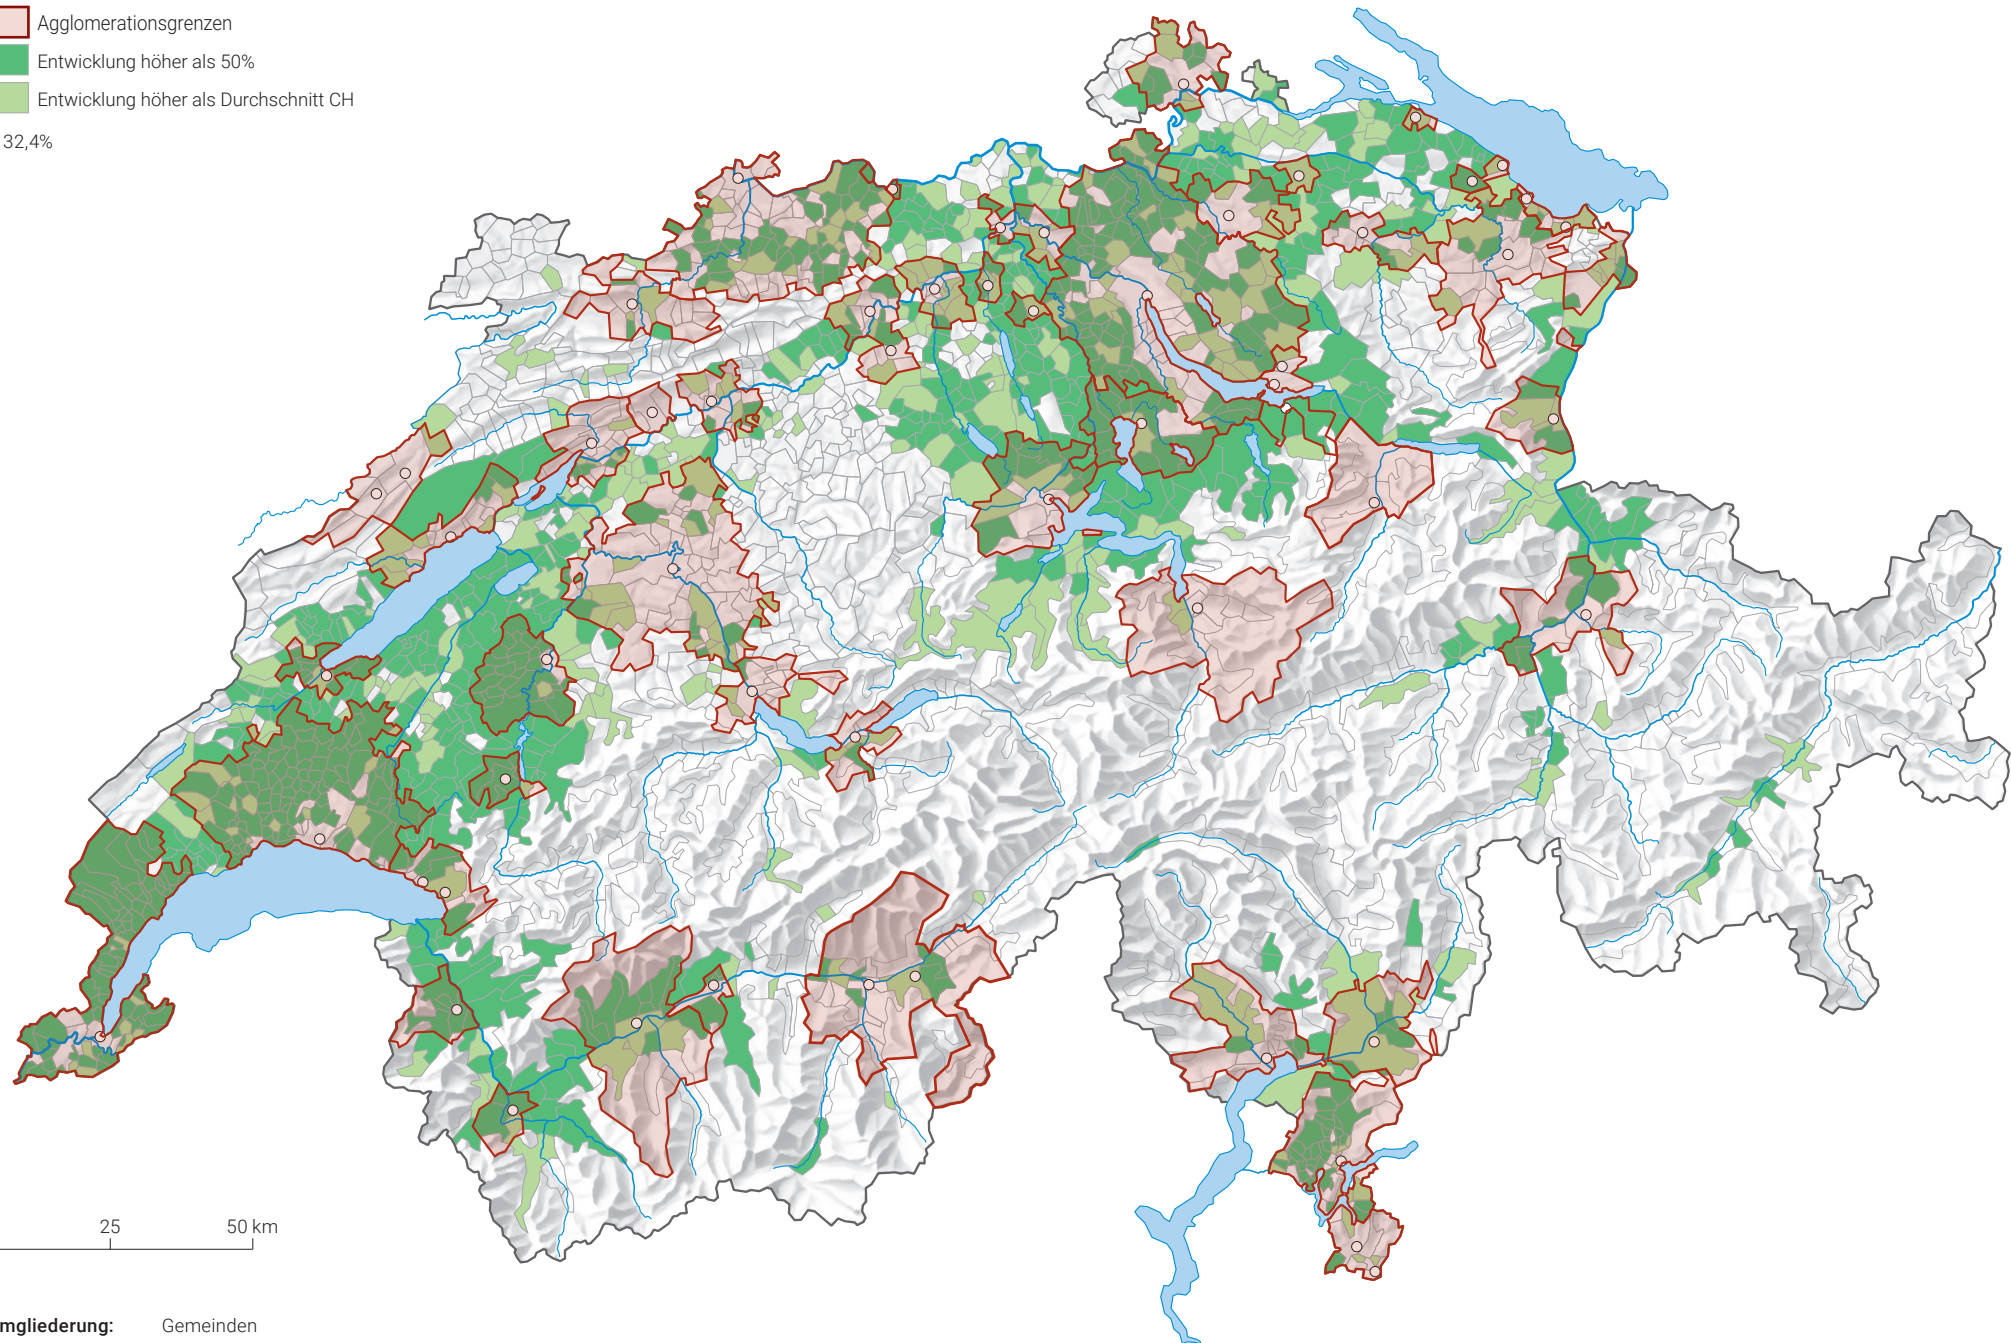 Agglomerationsgrenzen
Entwicklung höher als 50%
Entwicklung höher als Durchschnitt CH
32,4%
25 50 km
mgliederung: Gemeinden